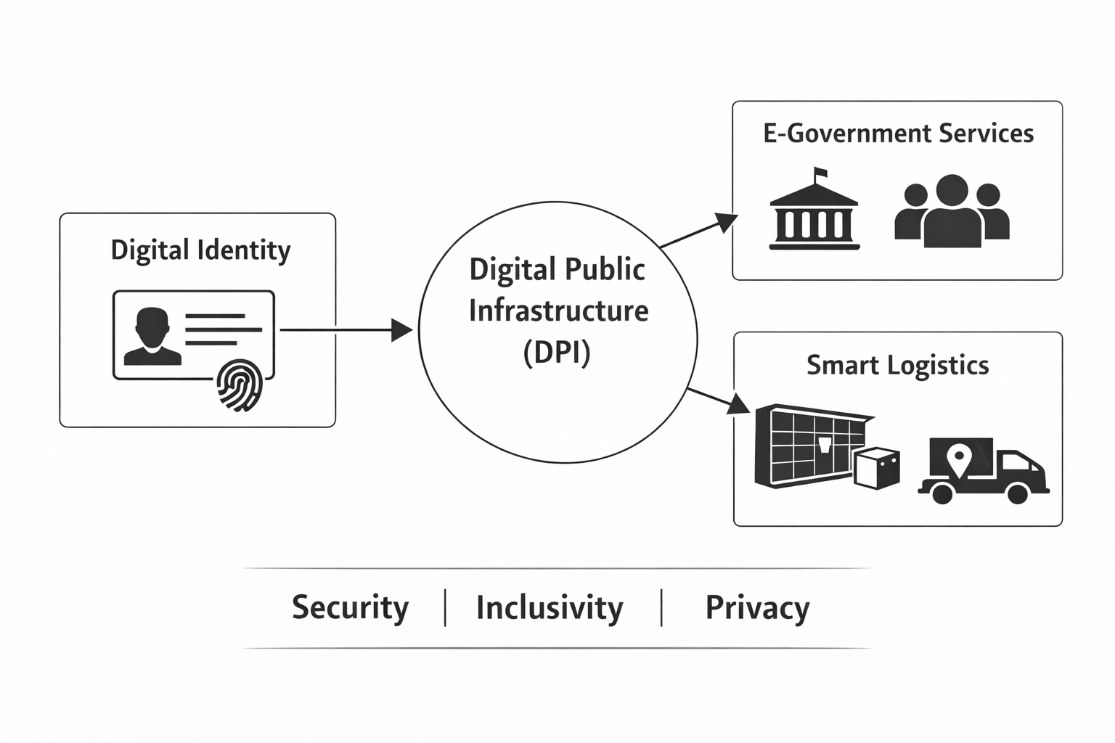 Digital Identity
Digital Public
Infrastructure
(DPI)
E-Government Services
Smart Logistics
Security | Inclusivity | Privacy